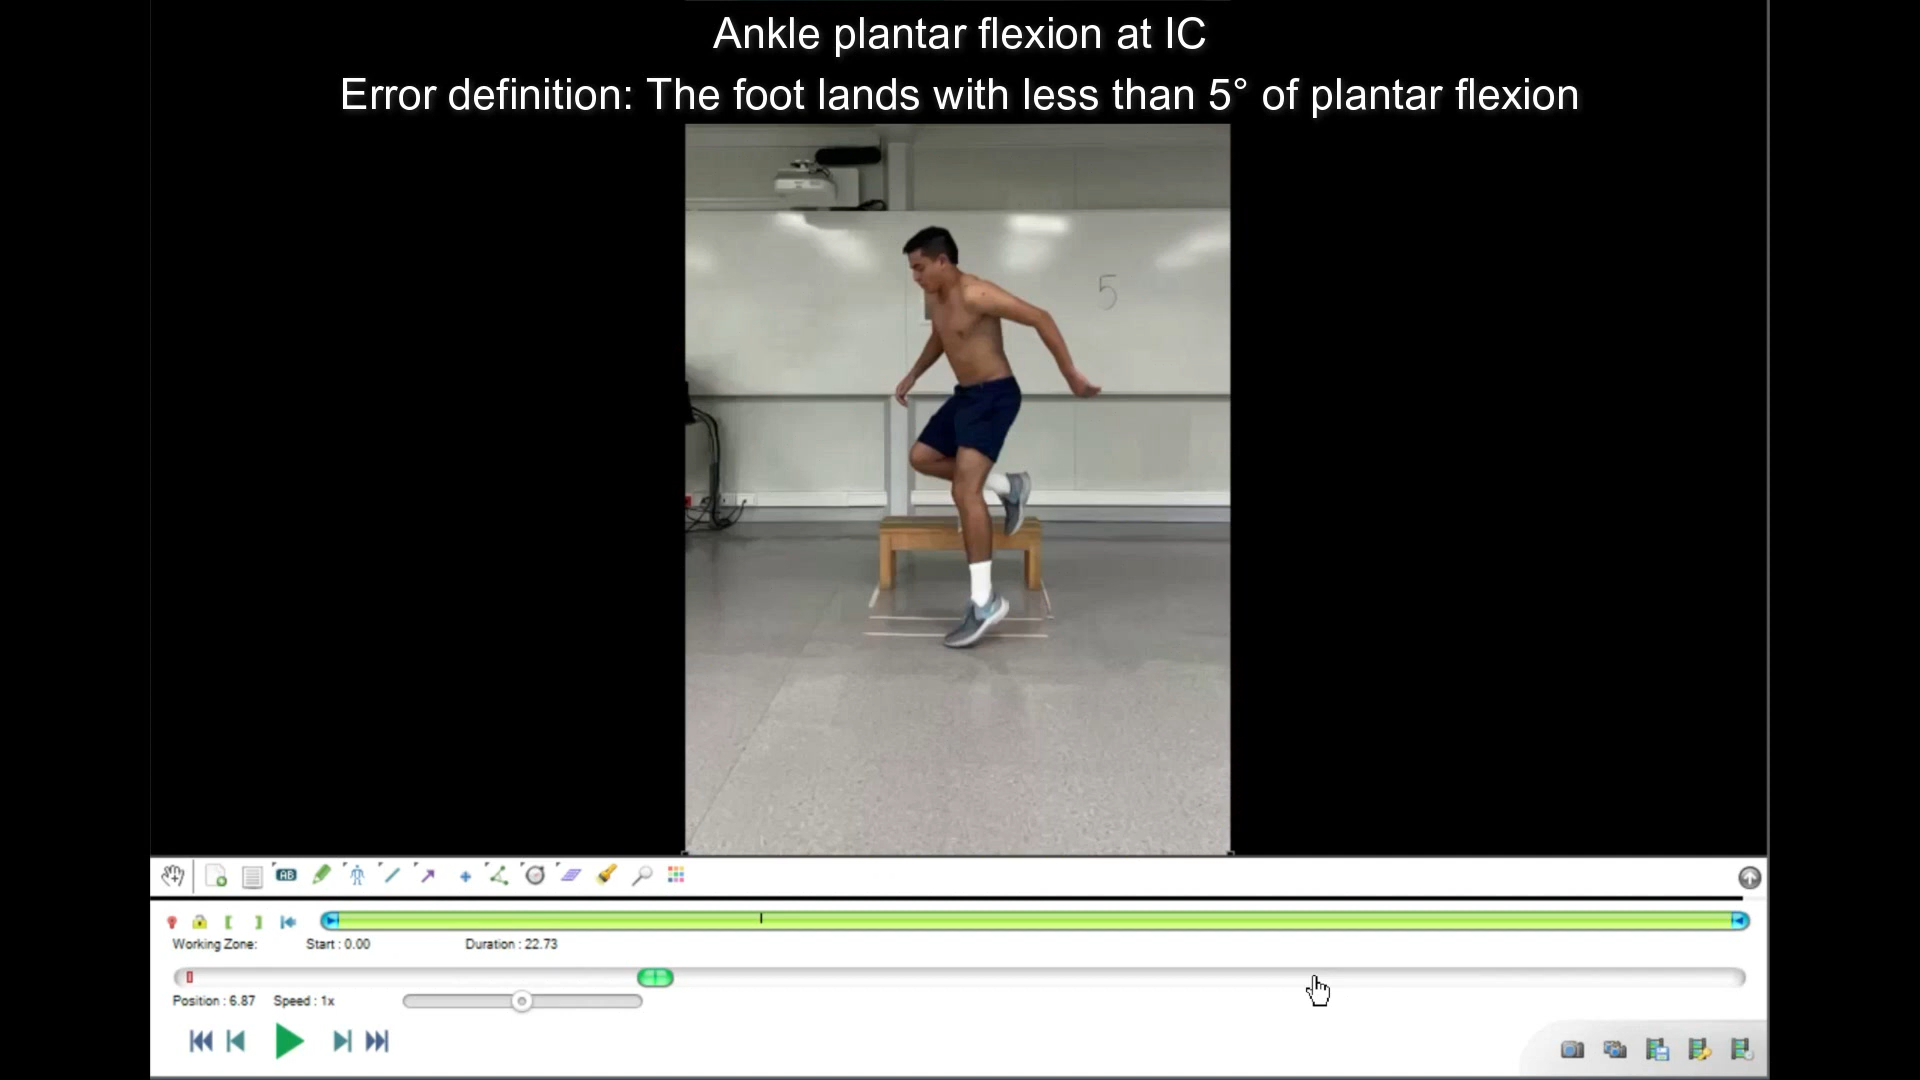 Ankle plantar flexion at IC
Error definition: The foot lands with less than 5° of plantar flexion
5
AB
Working Zone: Start : 0.00 Duration : 22.73
Position : 6.87 Speed : 1x